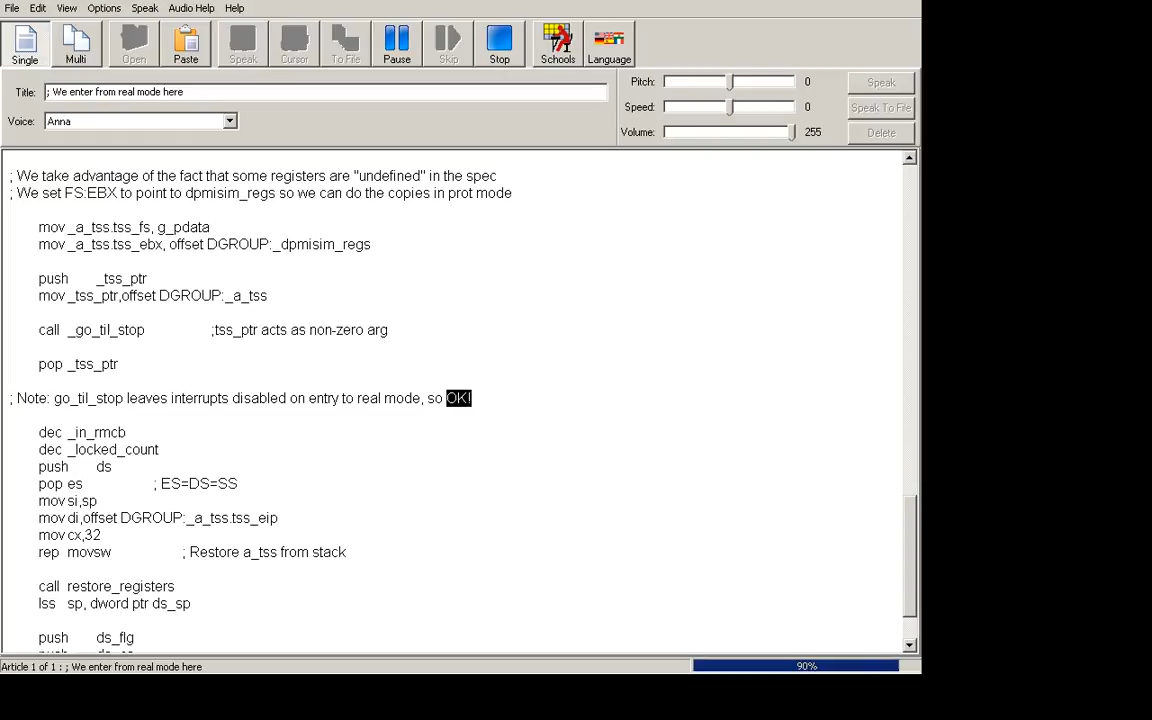 File Edit View Options Speak Audio Help Help
Single Multi Open Paste Speak Cursor To File Pause Skip Stop Schools Language
Title: ; We enter from real mode here
Voice: Anna
Pitch: 0 Speak
Speed: 0 Speak To File
Volume: 255 Delete
; We take advantage of the fact that some registers are "undefined" in the spec
; We set FS:EBX to point to dpmisim_regs so we can do the copies in prot mode
mov _a_tss.tss_fs, g_pdata
mov _a_tss.tss_ebx, offset DGROUP:_dpmisim_regs
push _tss_ptr
mov _tss_ptr,offset DGROUP:_a_tss
call _go_til_stop ;tss_ptr acts as non-zero arg
pop _tss_ptr
; Note: go_til_stop leaves interrupts disabled on entry to real mode, so OK!
dec _in_rmcb
dec _locked_count
push ds
pop es ; ES=DS=SS
mov si,sp
mov di,offset DGROUP:_a_tss.tss_eip
mov cx,32
rep movsw ; Restore a_tss from stack
call restore_registers
lss sp, dword ptr ds_sp
push ds_flg
Article 1 of 1 : ; We enter from real mode here 90%